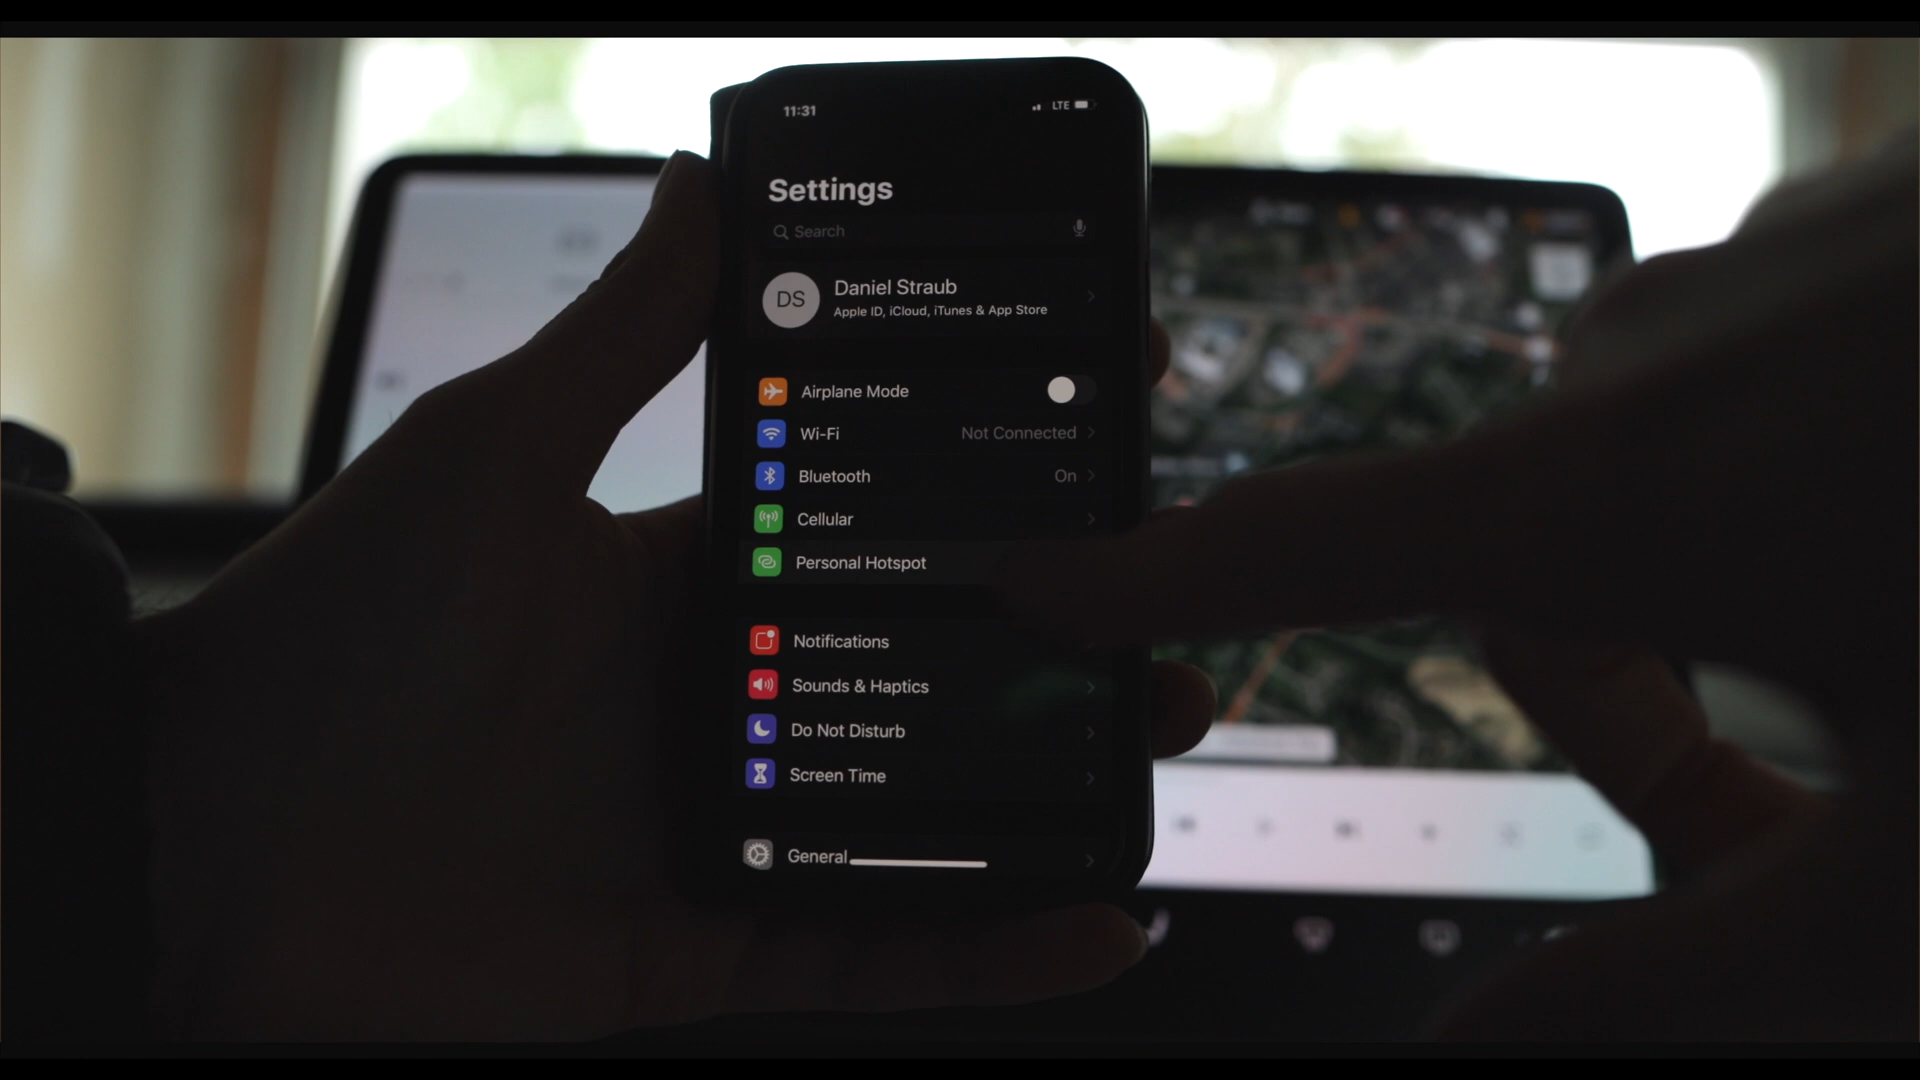 11:31
LTE
Settings
Search
DS
Daniel Straub
Apple ID, iCloud, iTunes & App Store
Airplane Mode
Wi-Fi Not Connected
Bluetooth On
Cellular
Personal Hotspot
Notifications
Sounds & Haptics
Do Not Disturb
Screen Time
General